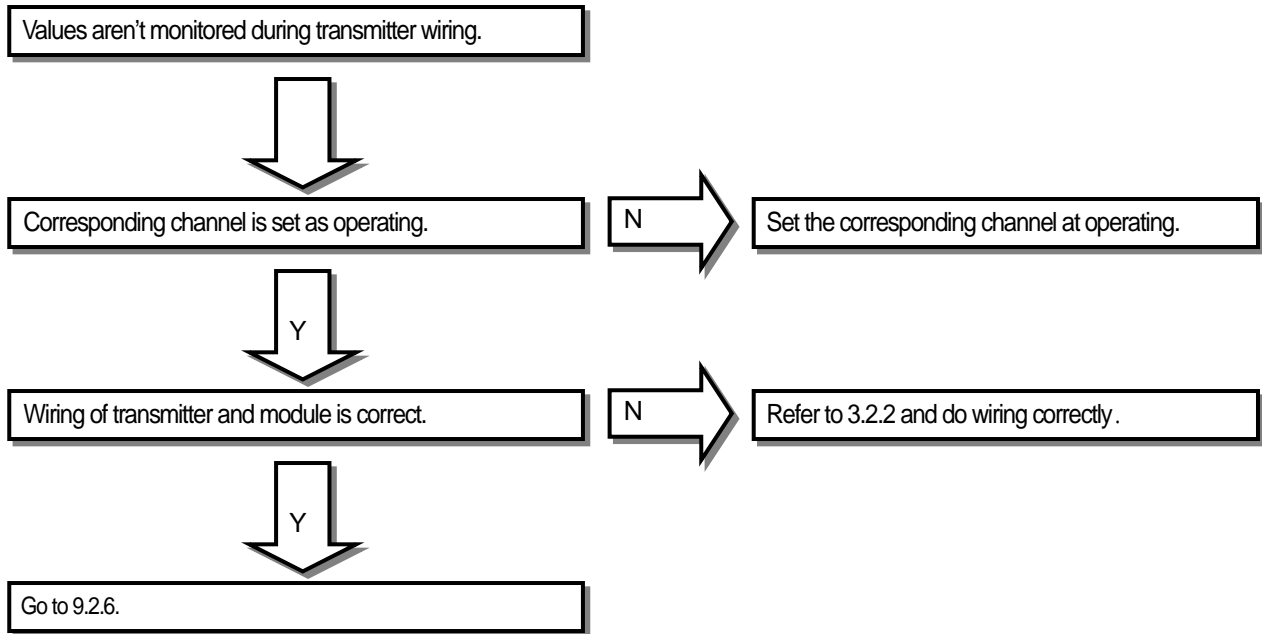 Values aren't monitored during transmitter wiring.
Corresponding channel is set as operating.
N
Set the corresponding channel at operating.
Y
Wiring of transmitter and module is correct.
N
Refer to 3.2.2 and do wiring correctly.
Y
Go to 9.2.6.